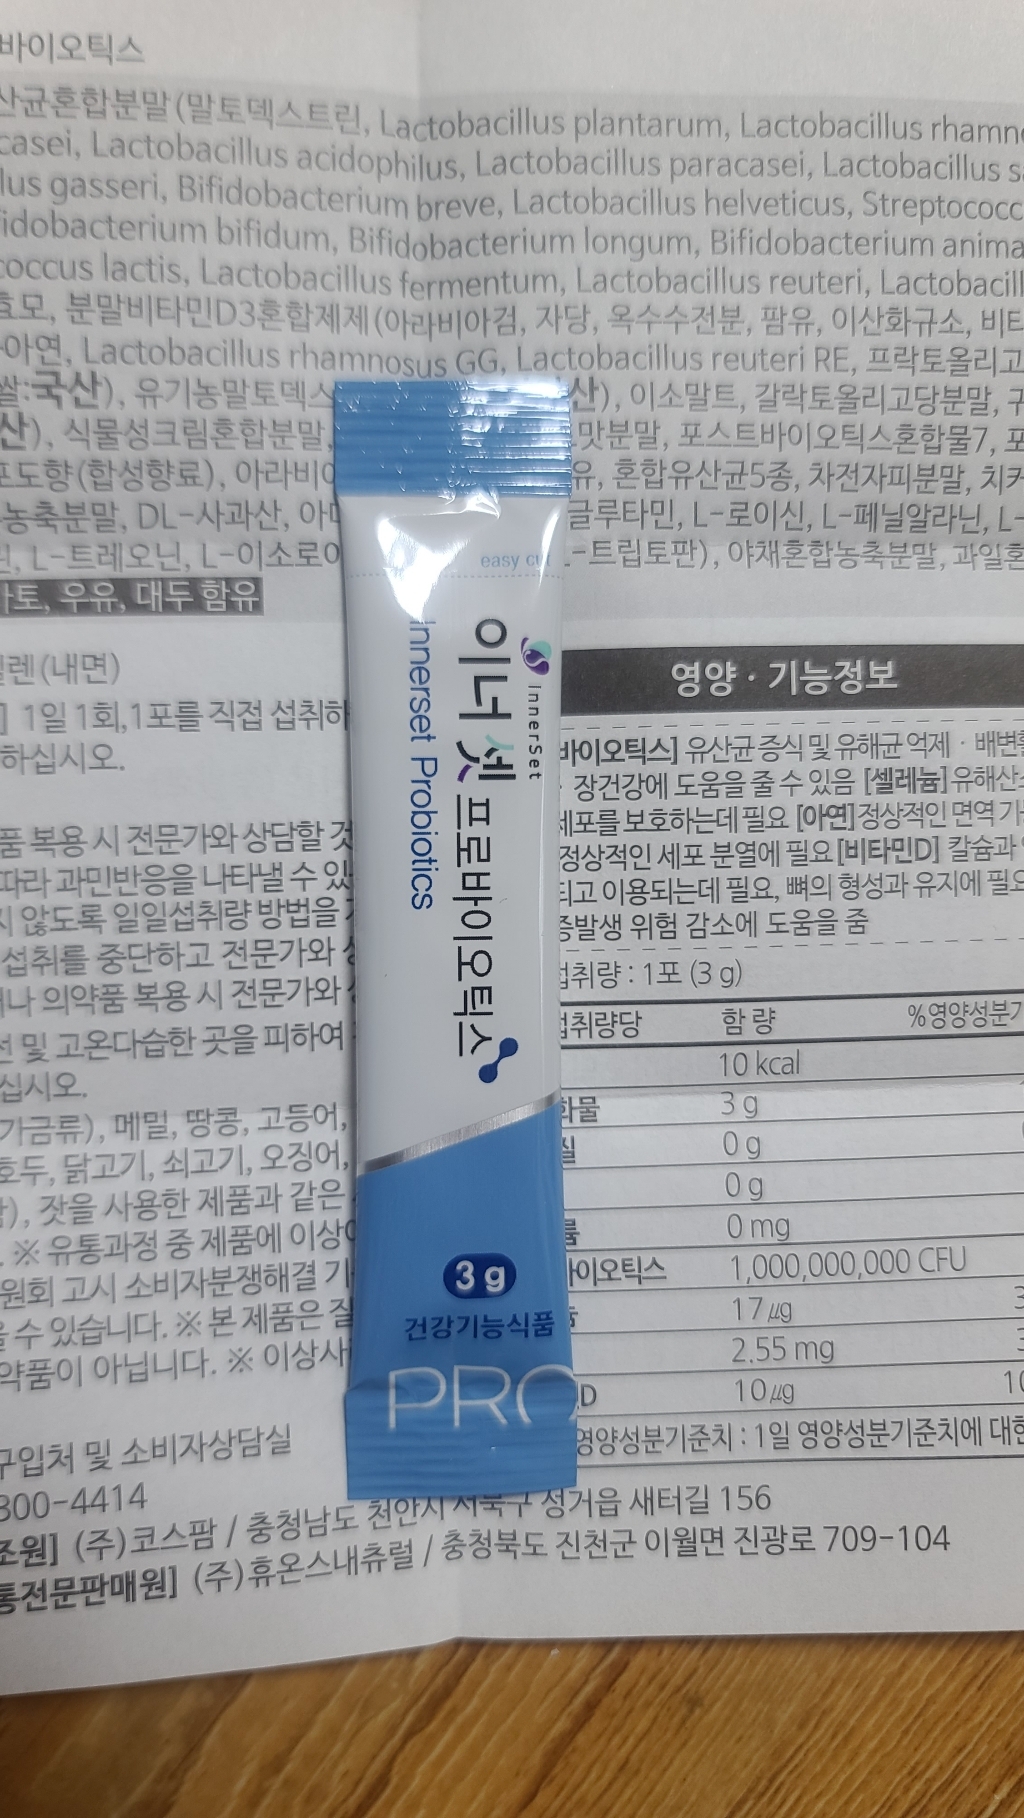 바이오틱스
산균혼합분말(말토덱스트린, Lactobacillus plantarum, Lactobacillus
casei, Lactobacillus acidophilus, Lactobacillus paracasei, Lactobacillus
gasseri, Bifidobacterium breve, Lactobacillus helveticus,
bifidum, Bifidobacterium longum, Bifidobacterium
lactis, Lactobacillus fermentum, Lactobacillus reuteri,
효모, 분말비타민D3혼합제제(아라비아검, 자당, 옥수수전분, 팜유, 이산화규소,
아연, Lactobacillus rhamnosus GG, Lactobacillus reuteri RE,
쌀:국산), 유기농말토덱스 산), 이소말트, 갈락토올리고당분말,
산), 식물성크림혼합분말, 맛분말, 포스트바이오틱스혼합물7,
포도향(합성향료), 유, 혼합유산균5종, 차전자피분말,
농축분말, DL-사과산, 글루타민, L-로이신, L-페닐알라닌,
L-트레오닌, L-이소로이 -트립토판), 야채혼합농축분말,
우유, 대두 함유
(내면)
1일 1회,1포를 직접 섭취하
하십시오.
품 복용 시 전문가와 상담할 것
따라 과민반응을 나타낼 수 있
지 않도록 일일섭취량 방법을
섭취를 중단하고 전문가와
의약품 복용 시 전문가와
및 고온다습한 곳을 피하여
십시오.
가금류), 메밀, 땅콩, 고등어,
호두, 닭고기, 쇠고기, 오징어,
잣을 사용한 제품과 같은
※ 유통과정 중 제품에 이상이
원회 고시 소비자분쟁해결 기
수 있습니다. ※ 본 제품은 질
약품이 아닙니다. ※ 이상사
구입처 및 소비자상담실
800-4414
조원] (주)코스팜 / 충청남도 천안시 서북구 성거읍 새터길 156
통전문판매원] (주)휴온스내츄럴 / 충청북도 진천군 이월면 진광로 709-104
easy cut
InnerSet
이너셋 프로바이오틱스
Innerset Probiotics
3 g
건강기능식품
PRO
영양 · 기능정보
바이오틱스] 유산균 증식 및 유해균 억제 · 배변활
장건강에 도움을 줄 수 있음 [셀레늄] 유해산소
세포를 보호하는데 필요 [아연] 정상적인 면역
정상적인 세포 분열에 필요 [비타민D] 칼슘과
되고 이용되는데 필요, 뼈의 형성과 유지에 필요
증발생 위험 감소에 도움을 줌
섭취량 : 1포 (3 g)
섭취량당 함 량 %영양성분기
10 kcal
화물 3 g
질 0 g
0 g
0 mg
바이오틱스 1,000,000,000 CFU
17 ㎍
2.55 mg
D 10 ㎍
영양성분기준치 : 1일 영양성분기준치에 대한